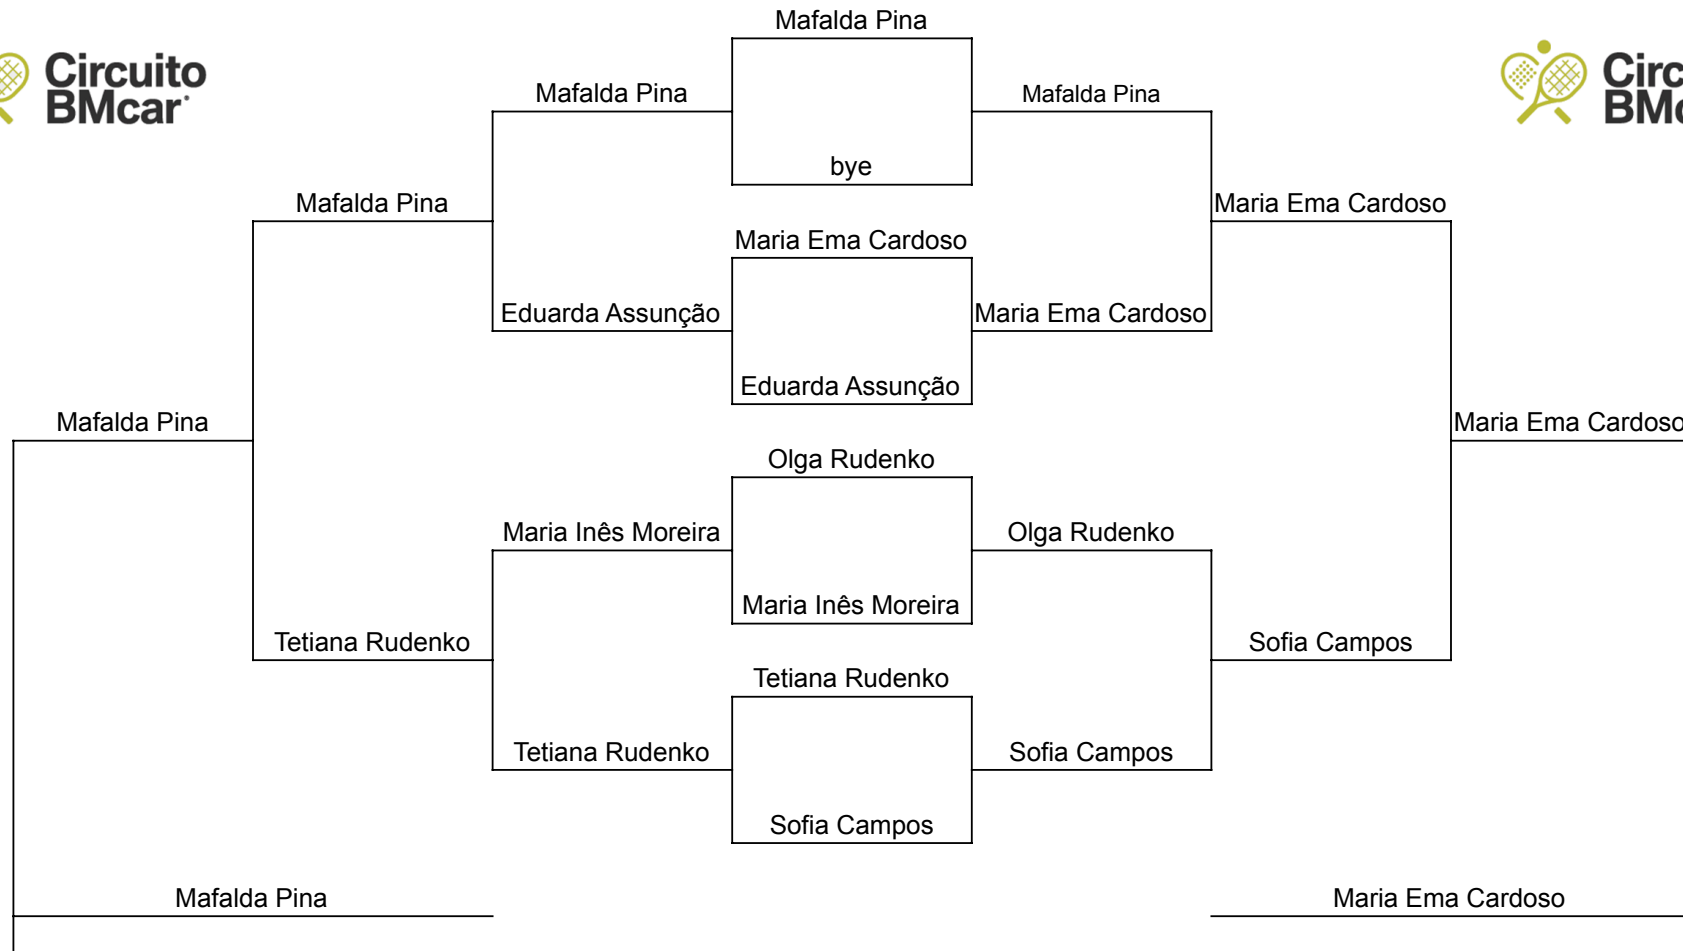 Mafalda Pina
Circuito
BMcar
Circ
BMc
Mafalda Pina
Mafalda Pina
bye
Mafalda Pina
Maria Ema Cardoso
Maria Ema Cardoso
Eduarda Assunção
Maria Ema Cardoso
Eduarda Assunção
Mafalda Pina
Maria Ema Cardoso
Olga Rudenko
Maria Inês Moreira
Olga Rudenko
Maria Inês Moreira
Tetiana Rudenko
Sofia Campos
Tetiana Rudenko
Tetiana Rudenko
Sofia Campos
Sofia Campos
Mafalda Pina
Maria Ema Cardoso